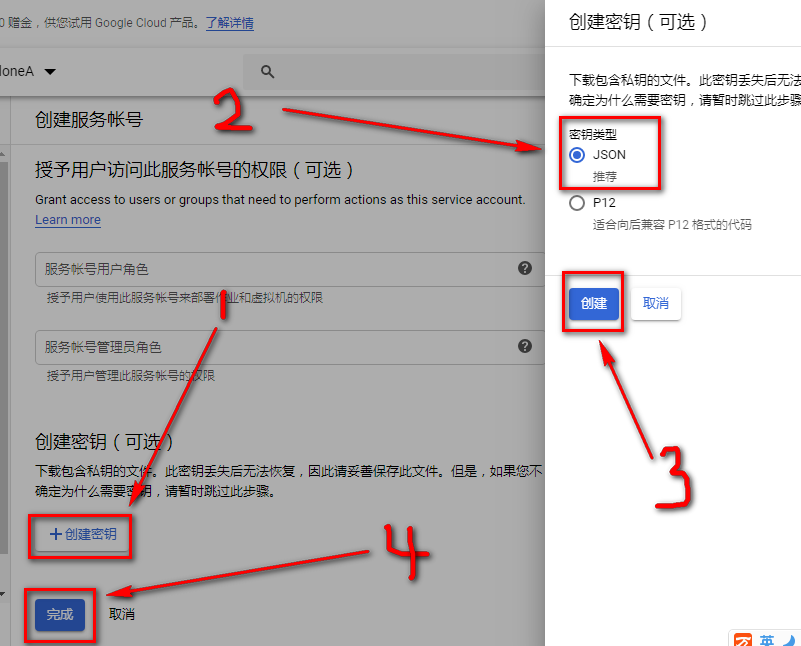 0 赠金，供您试用 Google Cloud 产品。了解详情
loneA
创建服务帐号
授予用户访问此服务帐号的权限（可选）
Grant access to users or groups that need to perform actions as this service account.
Learn more
服务帐号用户角色
授予用户使用此服务帐号来部署作业和虚拟机的权限
服务帐号管理员角色
授予用户管理此服务帐号的权限
创建密钥（可选）
下载包含私钥的文件。此密钥丢失后无法恢复，因此请妥善保存此文件。但是，如果您不
确定为什么需要密钥，请暂时跳过此步骤。
+创建密钥
完成 取消
创建密钥（可选）
下载包含私钥的文件。此密钥丢失后无法
确定为什么需要密钥，请暂时跳过此步骤
密钥类型
JSON
推荐
P12
适合向后兼容 P12 格式的代码
创建 取消
1
2
3
4
英